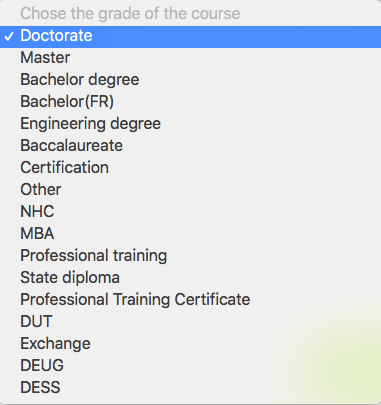 Chose the grade of the course
✓ Doctorate
Master
Bachelor degree
Bachelor(FR)
Engineering degree
Baccalaureate
Certification
Other
NHC
MBA
Professional training
State diploma
Professional Training Certificate
DUT
Exchange
DEUG
DESS